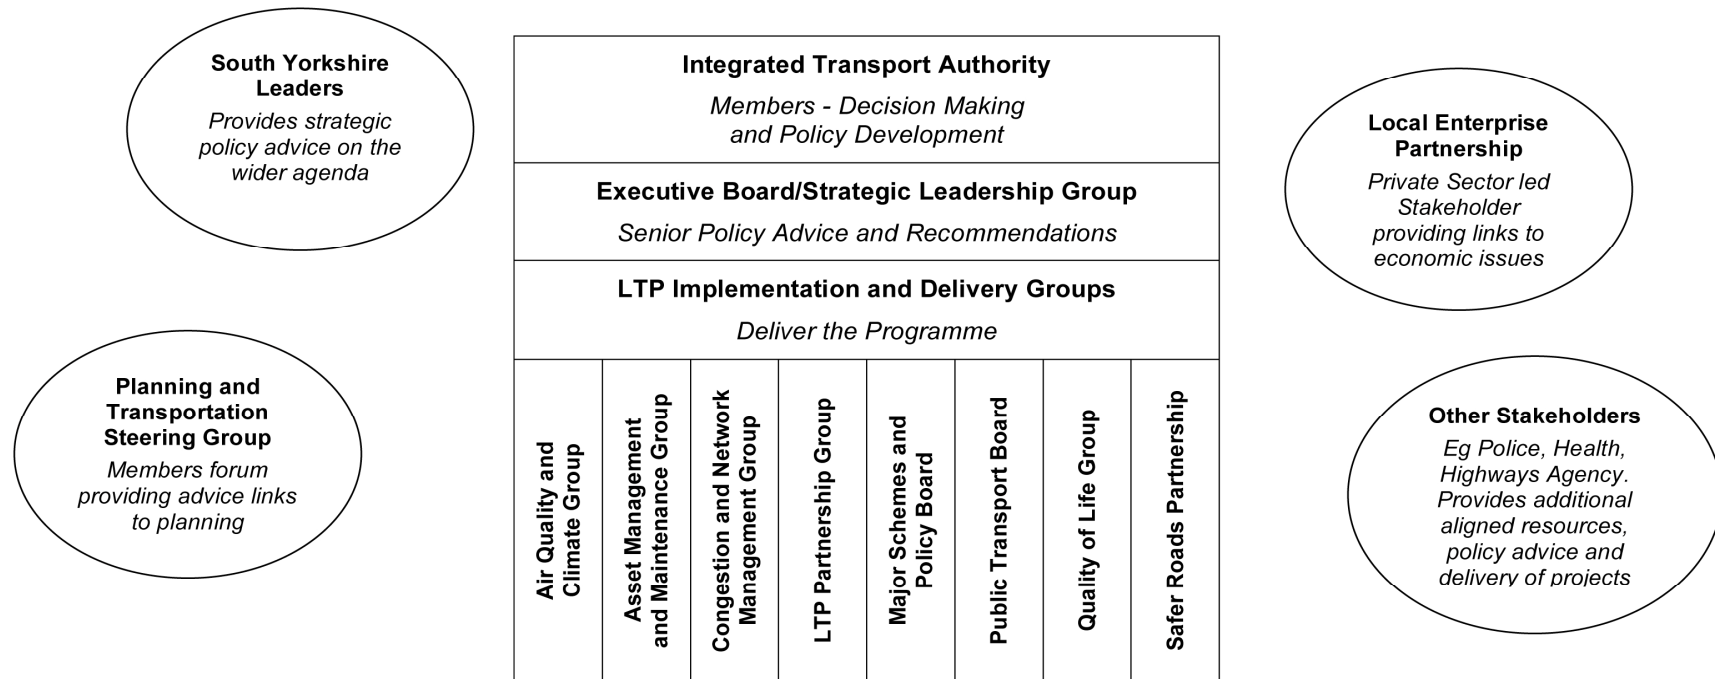 South Yorkshire
Leaders
Provides strategic
policy advice on the
wider agenda
Planning and
Transportation
Steering Group
Members forum
providing advice links
to planning
Integrated Transport Authority
Members - Decision Making
and Policy Development
Executive Board/Strategic Leadership Group
Senior Policy Advice and Recommendations
LTP Implementation and Delivery Groups
Deliver the Programme
Air Quality and
Climate Group
Asset Management
and Maintenance Group
Congestion and Network
Management Group
LTP Partnership Group
Major Schemes and
Policy Board
Public Transport Board
Quality of Life Group
Safer Roads Partnership
Local Enterprise
Partnership
Private Sector led
Stakeholder
providing links to
economic issues
Other Stakeholders
Eg Police, Health,
Highways Agency.
Provides additional
aligned resources,
policy advice and
delivery of projects